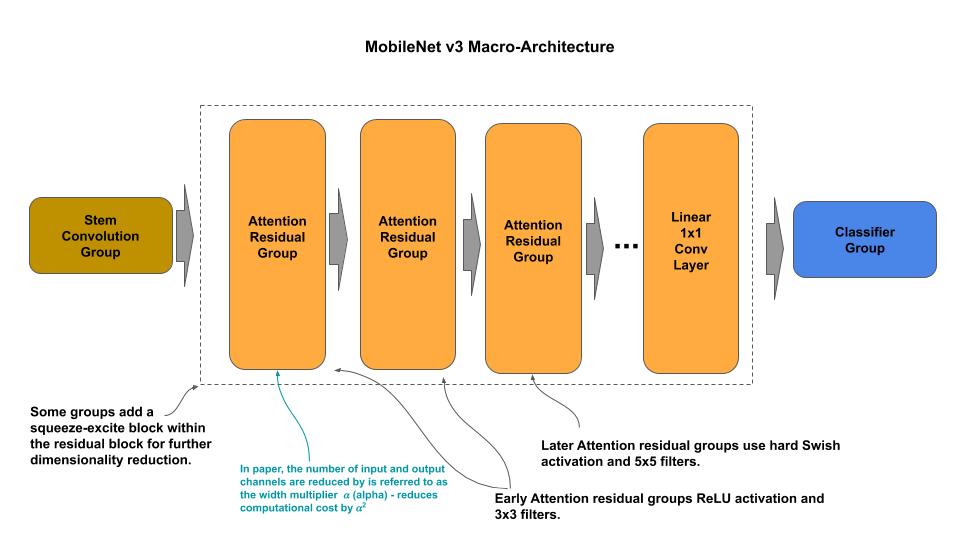 MobileNet v3 Macro-Architecture
Stem
Convolution
Group
Attention
Residual
Group
Attention
Residual
Group
Attention
Residual
Group
...
Linear
1x1
Conv
Layer
Classifier
Group
Some groups add a
squeeze-excite block within
the residual block for further
dimensionality reduction.
In paper, the number of input and output
channels are reduced by is referred to as
the width multiplier α (alpha) - reduces
computational cost by α²
Later Attention residual groups use hard Swish
activation and 5x5 filters.
Early Attention residual groups ReLU activation and
3x3 filters.